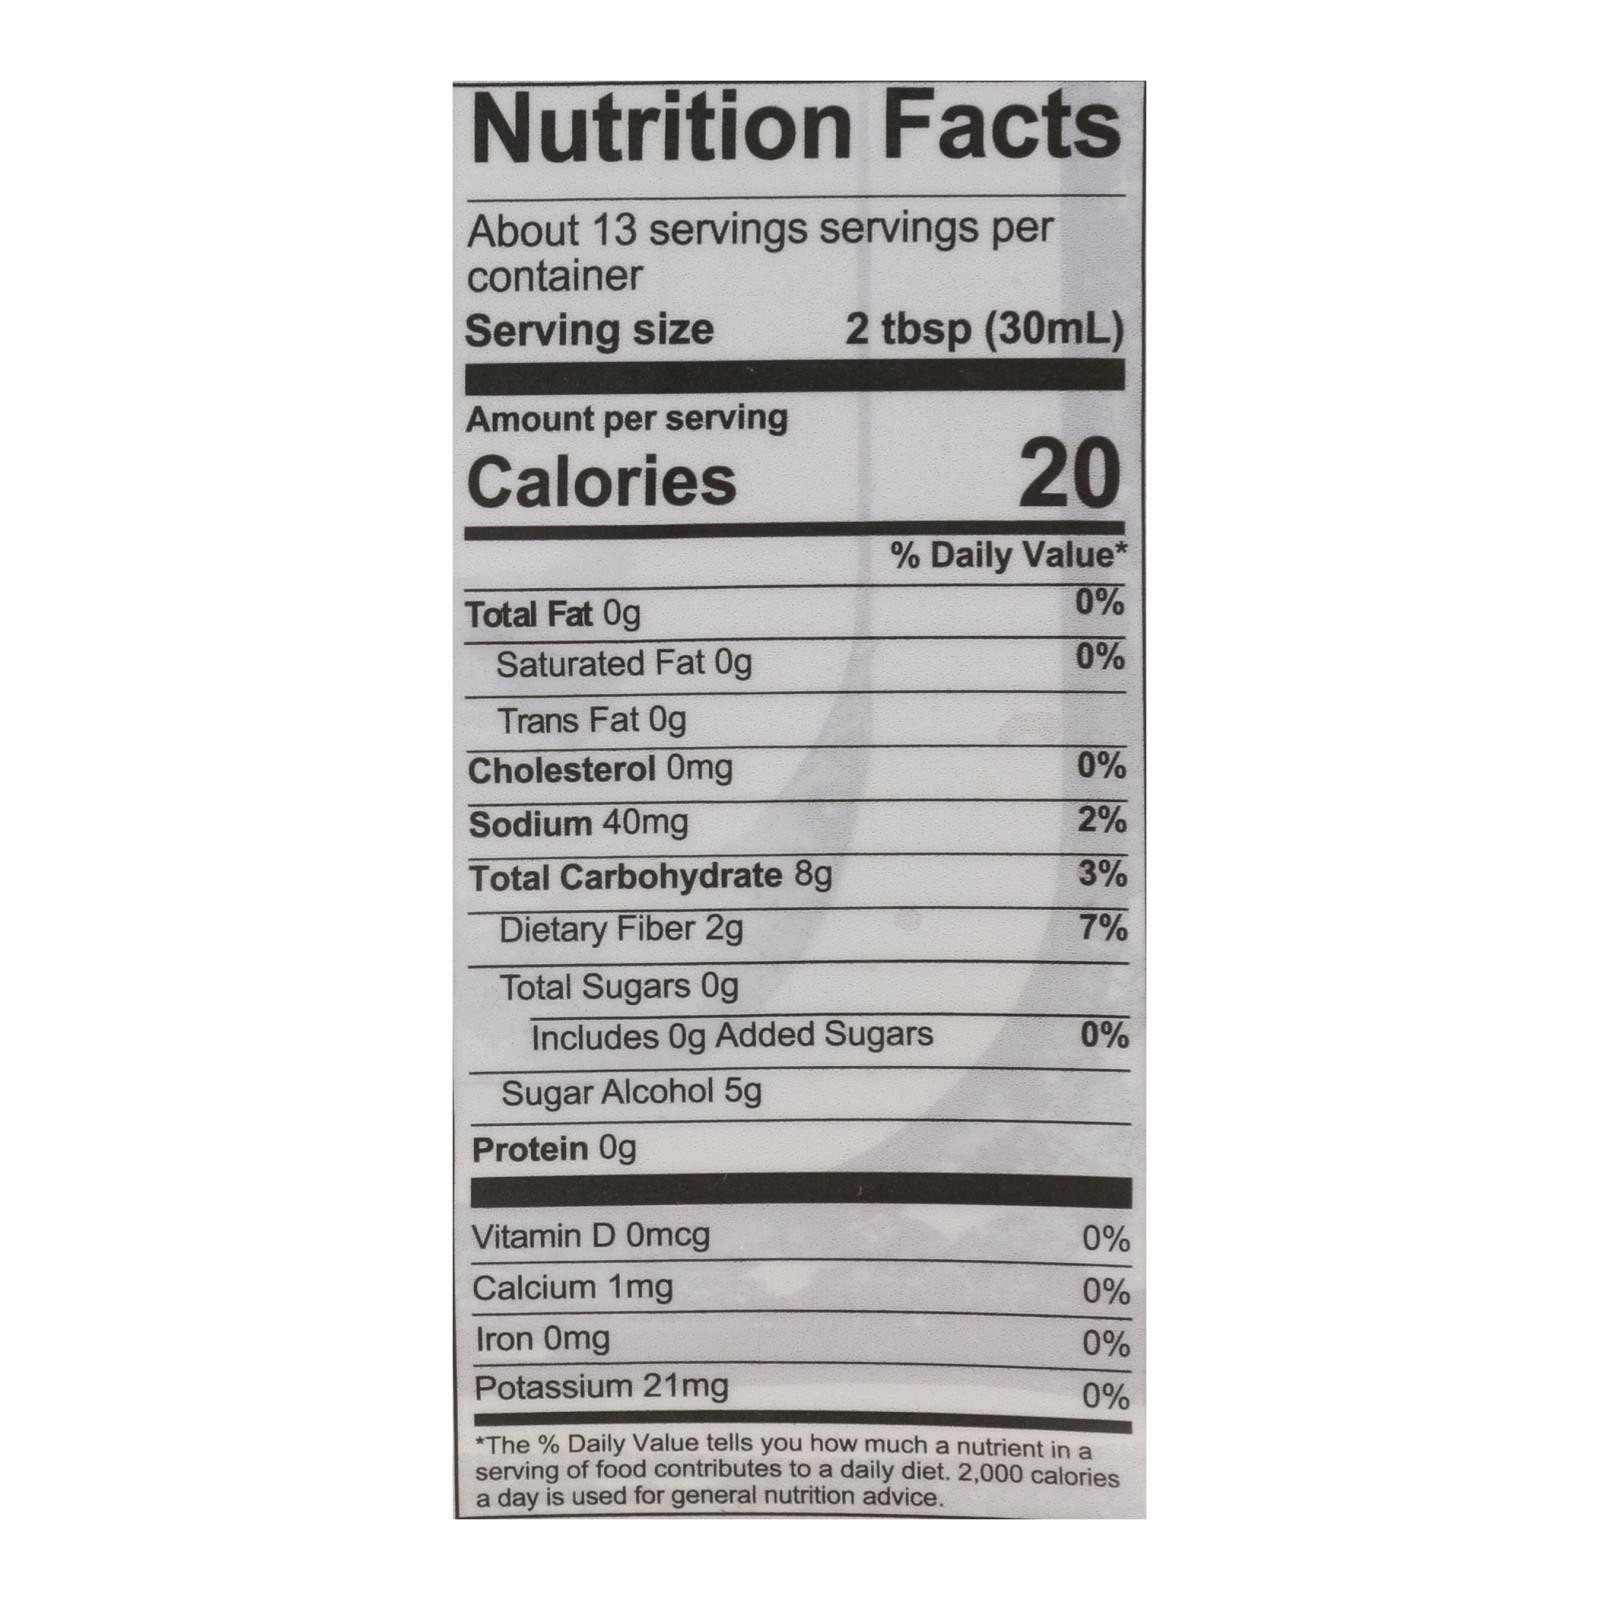 Nutrition Facts
About 13 servings servings per
container
Serving size 2 tbsp (30mL)
Amount per serving
Calories 20
% Daily Value*
Total Fat 0g 0%
Saturated Fat 0g 0%
Trans Fat 0g
Cholesterol 0mg 0%
Sodium 40mg 2%
Total Carbohydrate 8g 3%
Dietary Fiber 2g 7%
Total Sugars 0g
Includes 0g Added Sugars 0%
Sugar Alcohol 5g
Protein 0g
Vitamin D 0mcg 0%
Calcium 1mg 0%
Iron 0mg 0%
Potassium 21mg 0%
*The % Daily Value tells you how much a nutrient in a
serving of food contributes to a daily diet. 2,000 calories
a day is used for general nutrition advice.